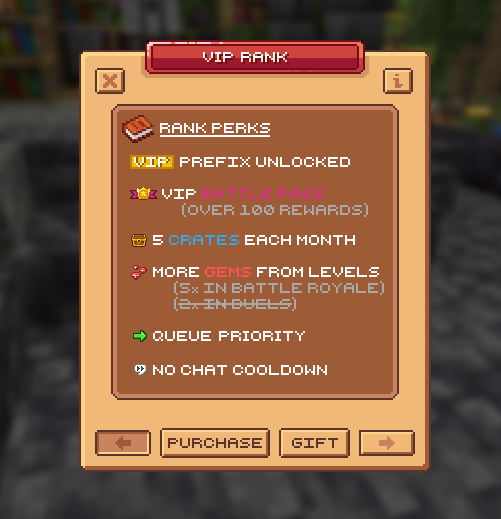 VIP RANK
RANK PERKS
VIP PREFIX UNLOCKED
VIP BATTLE PASS
(OVER 100 REWARDS)
5 CRATES EACH MONTH
MORE GEMS FROM LEVELS
(5x IN BATTLE ROYALE)
(2x IN DUELS)
QUEUE PRIORITY
NO CHAT COOLDOWN
PURCHASE
GIFT